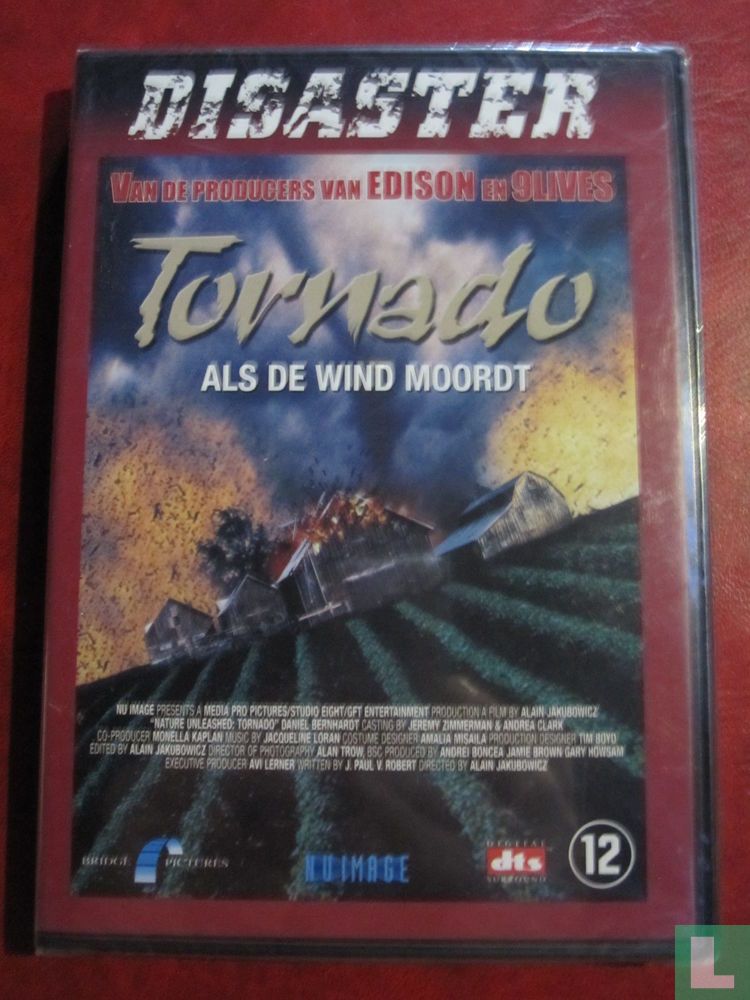 DISASTER
VAN DE PRODUCERS VAN EDISON EN 9LIVES
Tornado
ALS DE WIND MOORDT
NU IMAGE PRESENTS A MEDIA PRO PICTURES/STUDIO EIGHT/GFT ENTERTAINMENT PRODUCTION A FILM BY ALAIN JAKUBOWICZ
"NATURE UNLEASHED: TORNADO" DANIEL BERNHARDT CASTING BY JEREMY ZIMMERMAN & ANDREA CLARK
CO-PRODUCER MONELLA KAPLAN MUSIC BY JACQUELINE LORAN COSTUME DESIGNER AMALIA MISAILA PRODUCTION DESIGNER TIM BOYD
EDITED BY ALAIN JAKUBOWICZ DIRECTOR OF PHOTOGRAPHY ALAN TROW, BSC PRODUCED BY ANDREI BONCEA JAMIE BROWN GARY HOWSAM
EXECUTIVE PRODUCER AVI LERNER WRITTEN BY J. PAUL V. ROBERT DIRECTED BY ALAIN JAKUBOWICZ
BRIDGE PICTURES
NU IMAGE
DIGITAL
dts
SURROUND
12
L